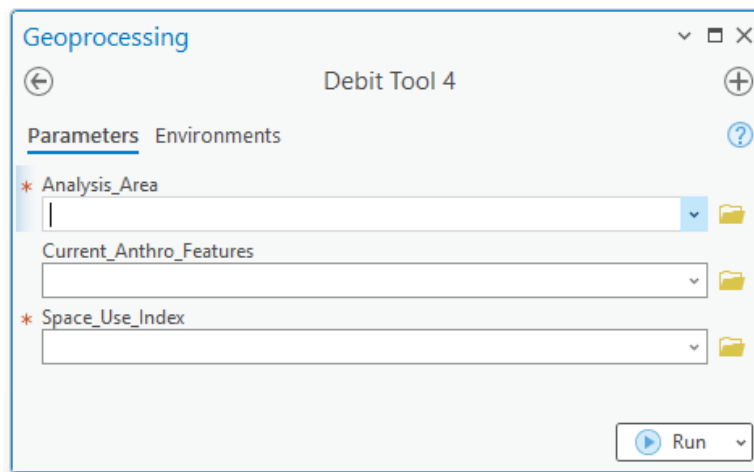 Geoprocessing
Debit Tool 4
Parameters Environments
* Analysis_Area
Current_Anthro_Features
* Space_Use_Index
Run